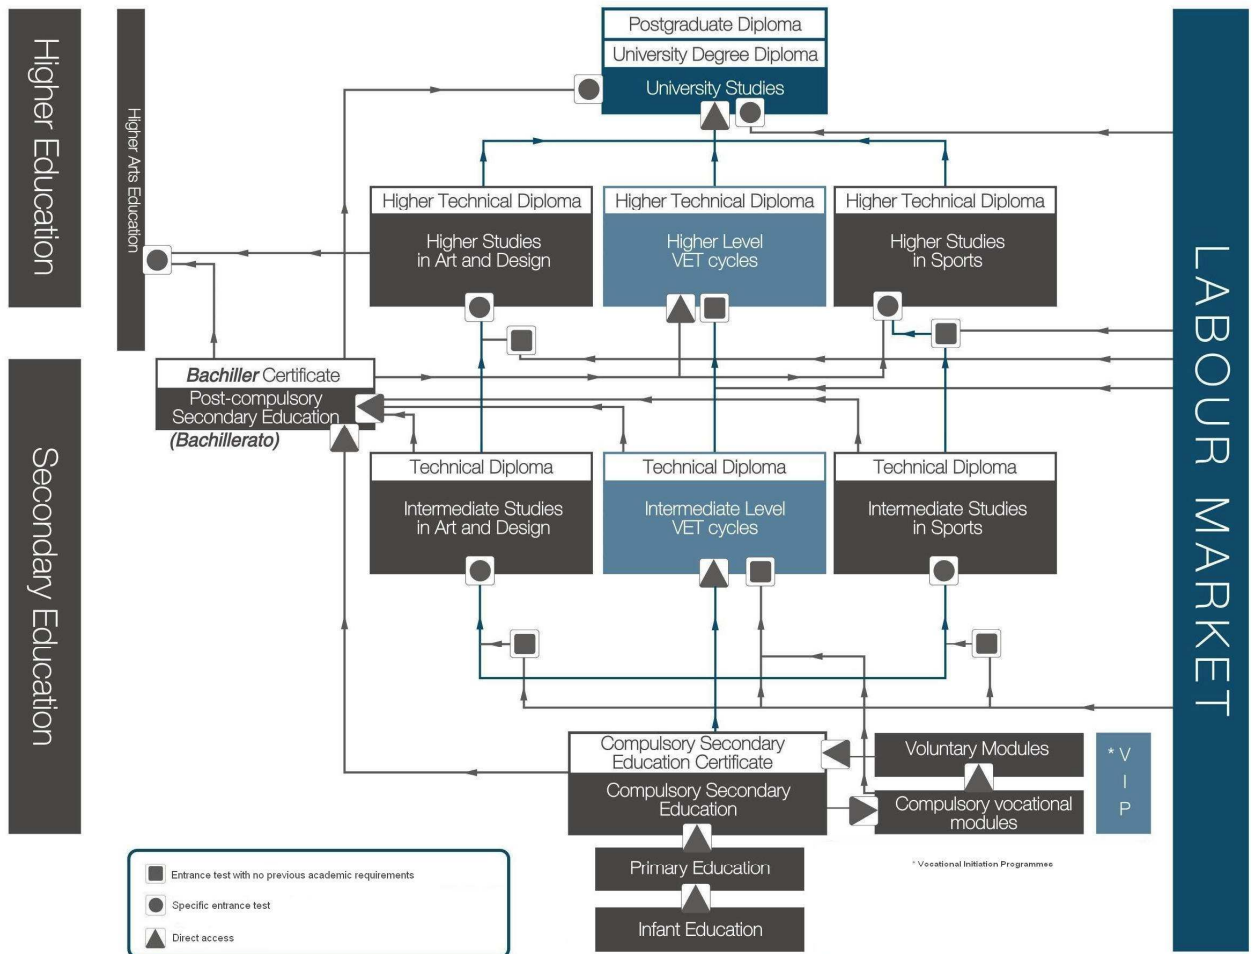 Higher Education
Secondary Education
Higher Arts Education
Postgraduate Diploma
University Degree Diploma
University Studies
Higher Technical Diploma
Higher Studies
in Art and Design
Higher Technical Diploma
Higher Level
VET cycles
Higher Technical Diploma
Higher Studies
in Sports
Bachiller Certificate
Post-compulsory
Secondary Education
(Bachillerato)
Technical Diploma
Intermediate Studies
in Art and Design
Technical Diploma
Intermediate Level
VET cycles
Technical Diploma
Intermediate Studies
in Sports
Compulsory Secondary
Education Certificate
Compulsory Secondary
Education
Primary Education
Infant Education
Voluntary Modules
Compulsory vocational
modules
* V
I
P
* Vocational Initiation Programmes
LABOUR MARKET
Entrance test with no previous academic requirements
Specific entrance test
Direct access